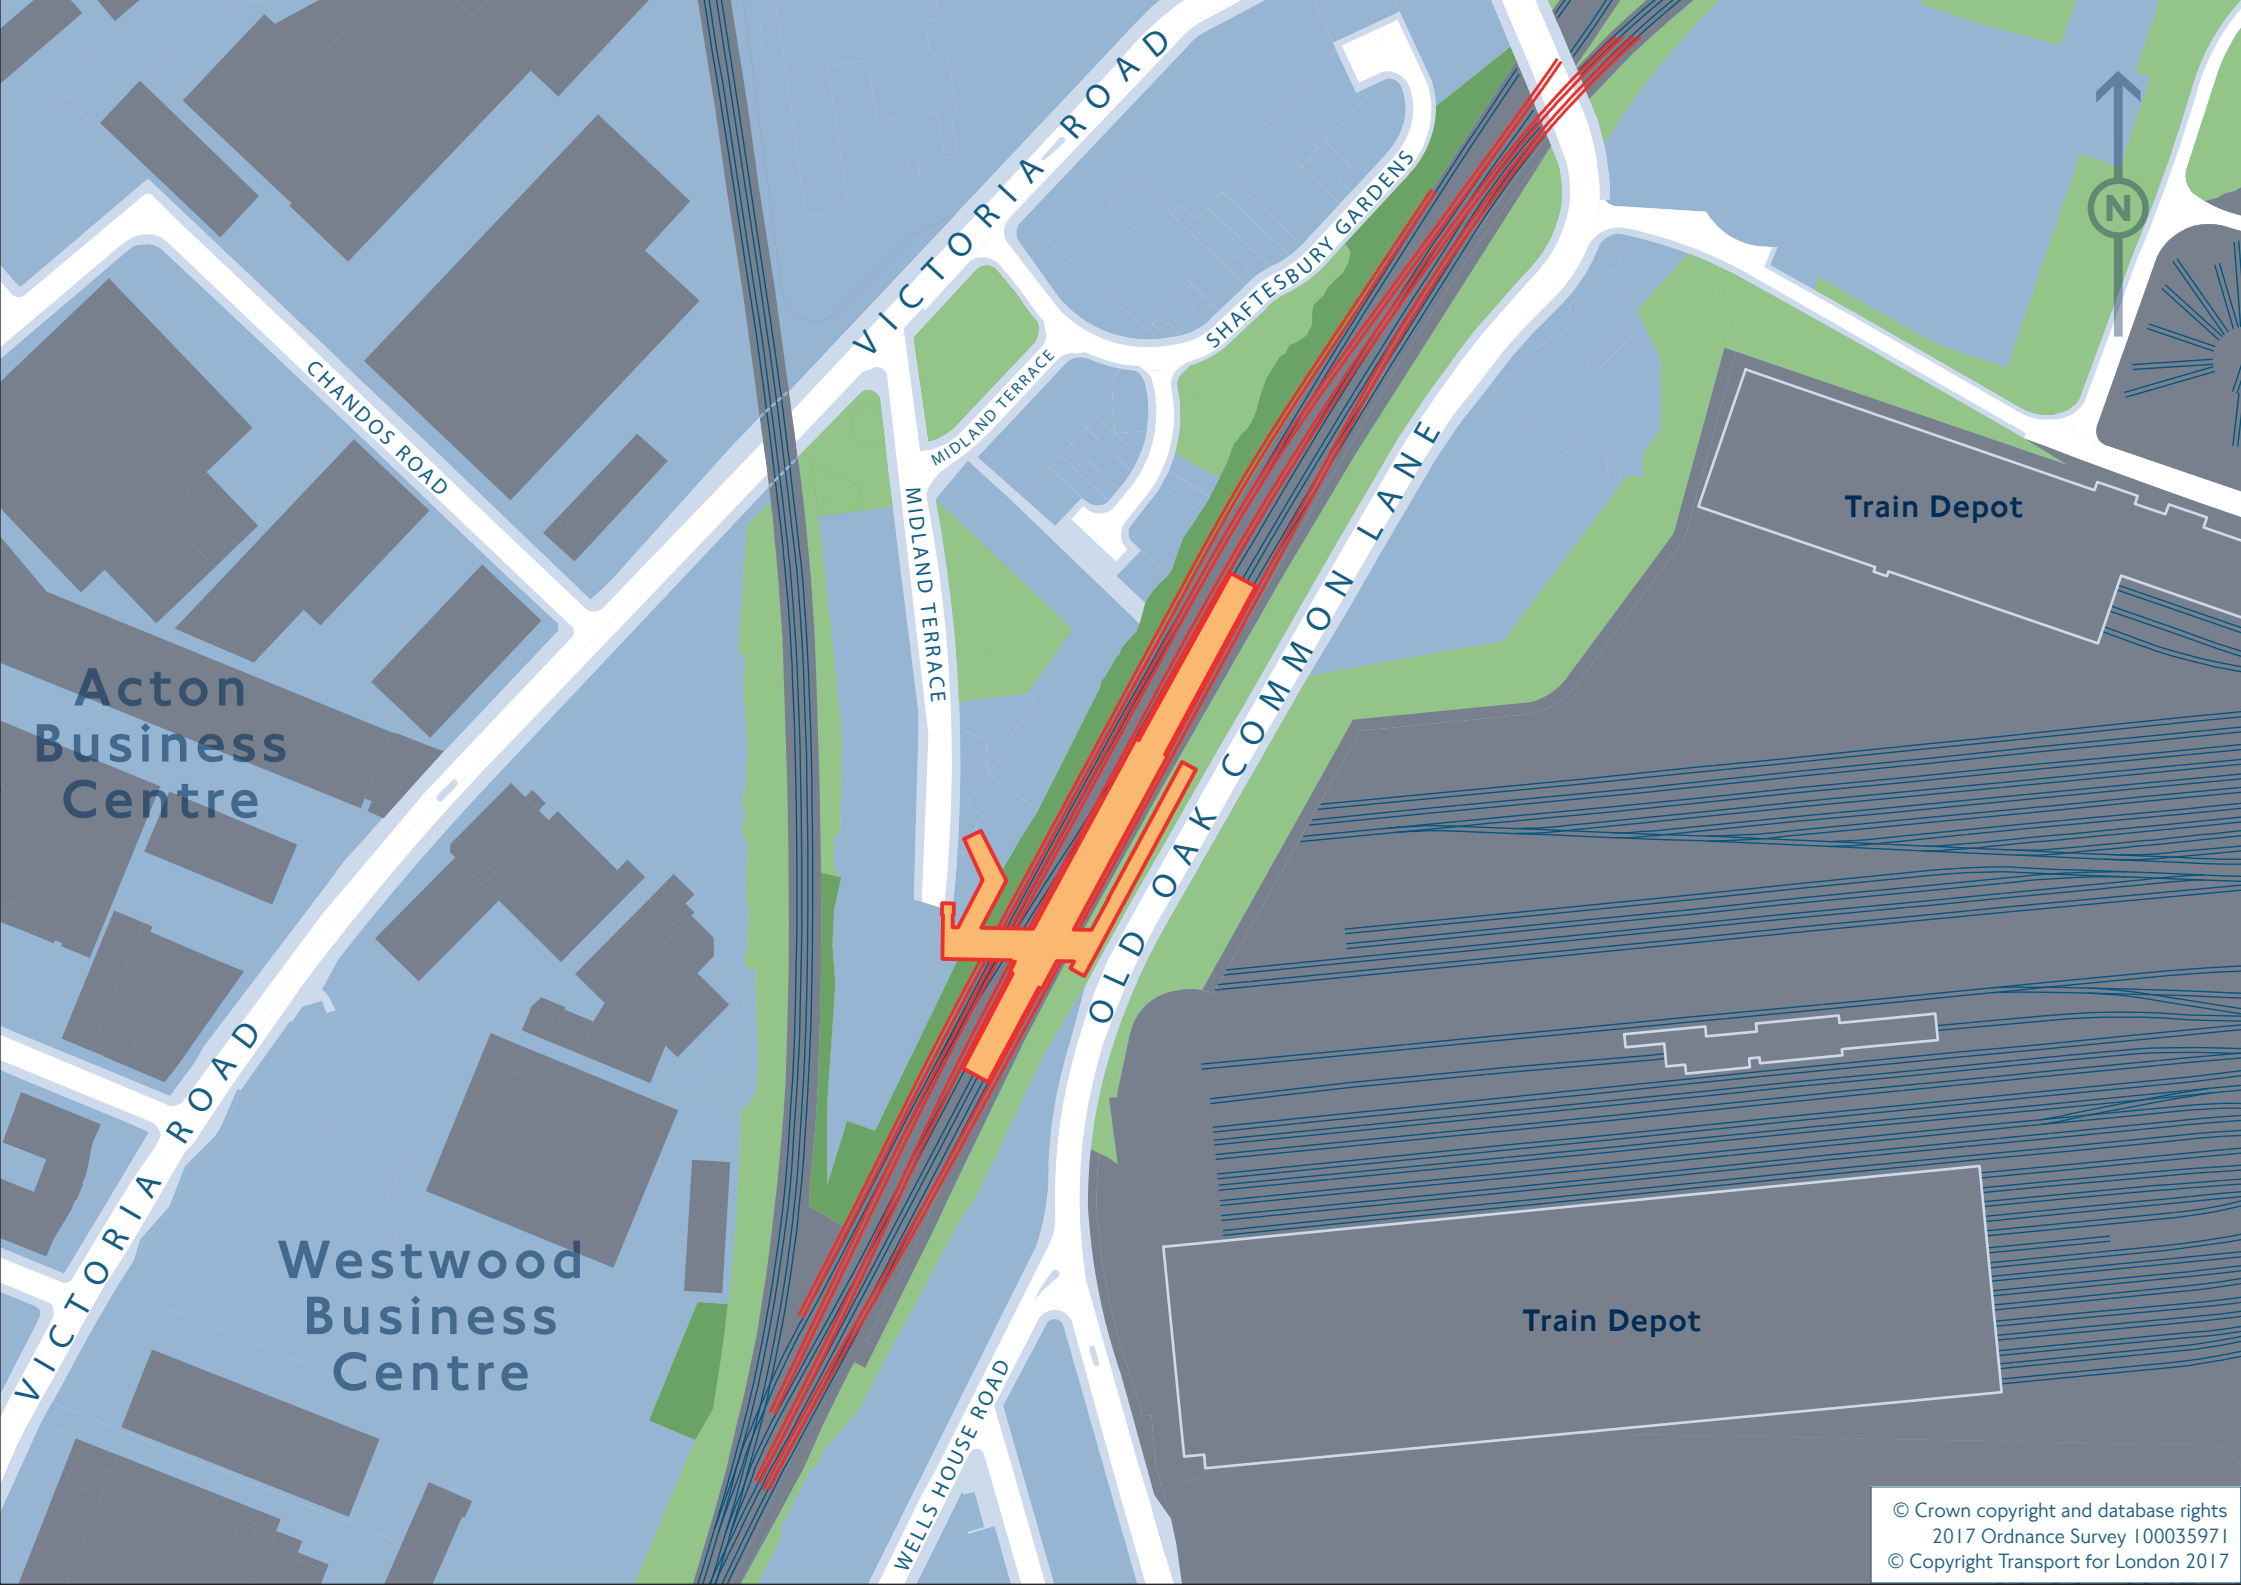 VICTORIA ROAD
N
SHAFTESBURY GARDENS
CHANDOS ROAD
MIDLAND TERRACE
MIDLAND TERRACE
OLD OAK COMMON LANE
Train Depot
Acton
Business
Centre
VICTORIA ROAD
Westwood
Business
Centre
Train Depot
WELLS HOUSE ROAD
© Crown copyright and database rights
2017 Ordnance Survey 100035971
© Copyright Transport for London 2017